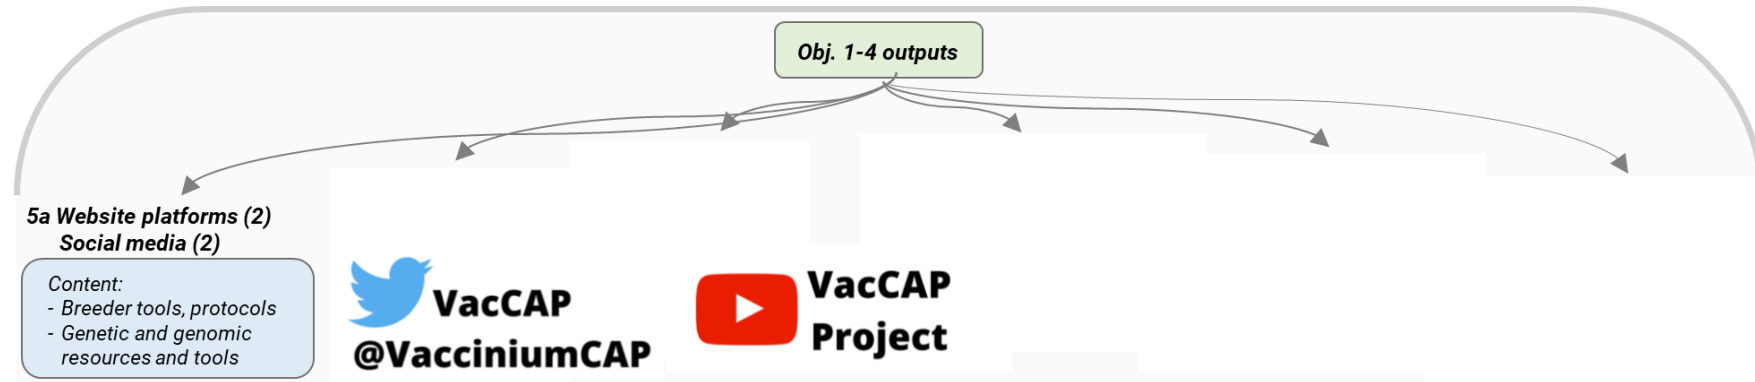 Obj. 1-4 outputs
5a Website platforms (2)
Social media (2)
Content:
- Breeder tools, protocols
- Genetic and genomic
resources and tools
VacCAP
@VacciniumCAP
VacCAP
Project